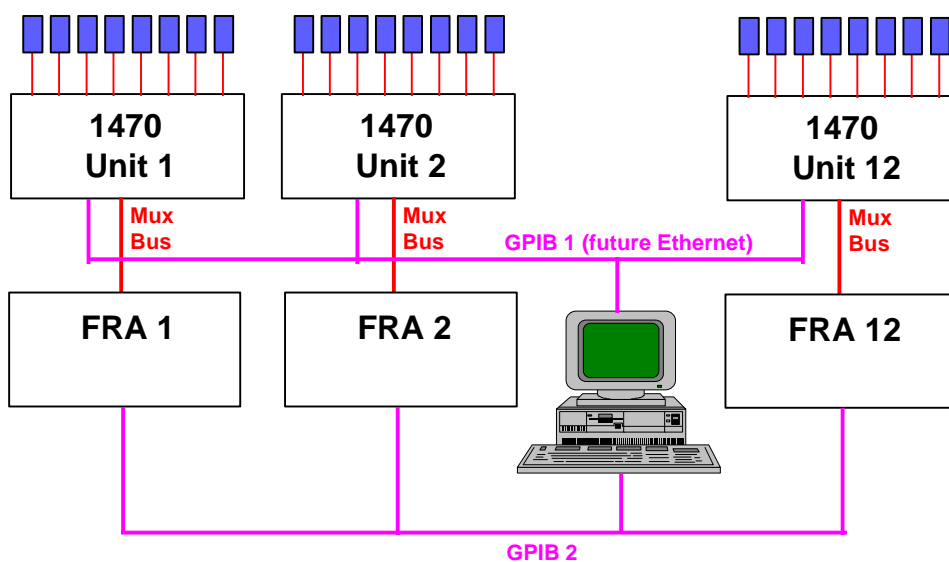 1470
Unit 1
1470
Unit 2
1470
Unit 12
Mux
Bus
Mux
Bus
Mux
Bus
GPIB 1 (future Ethernet)
FRA 1
FRA 2
FRA 12
GPIB 2